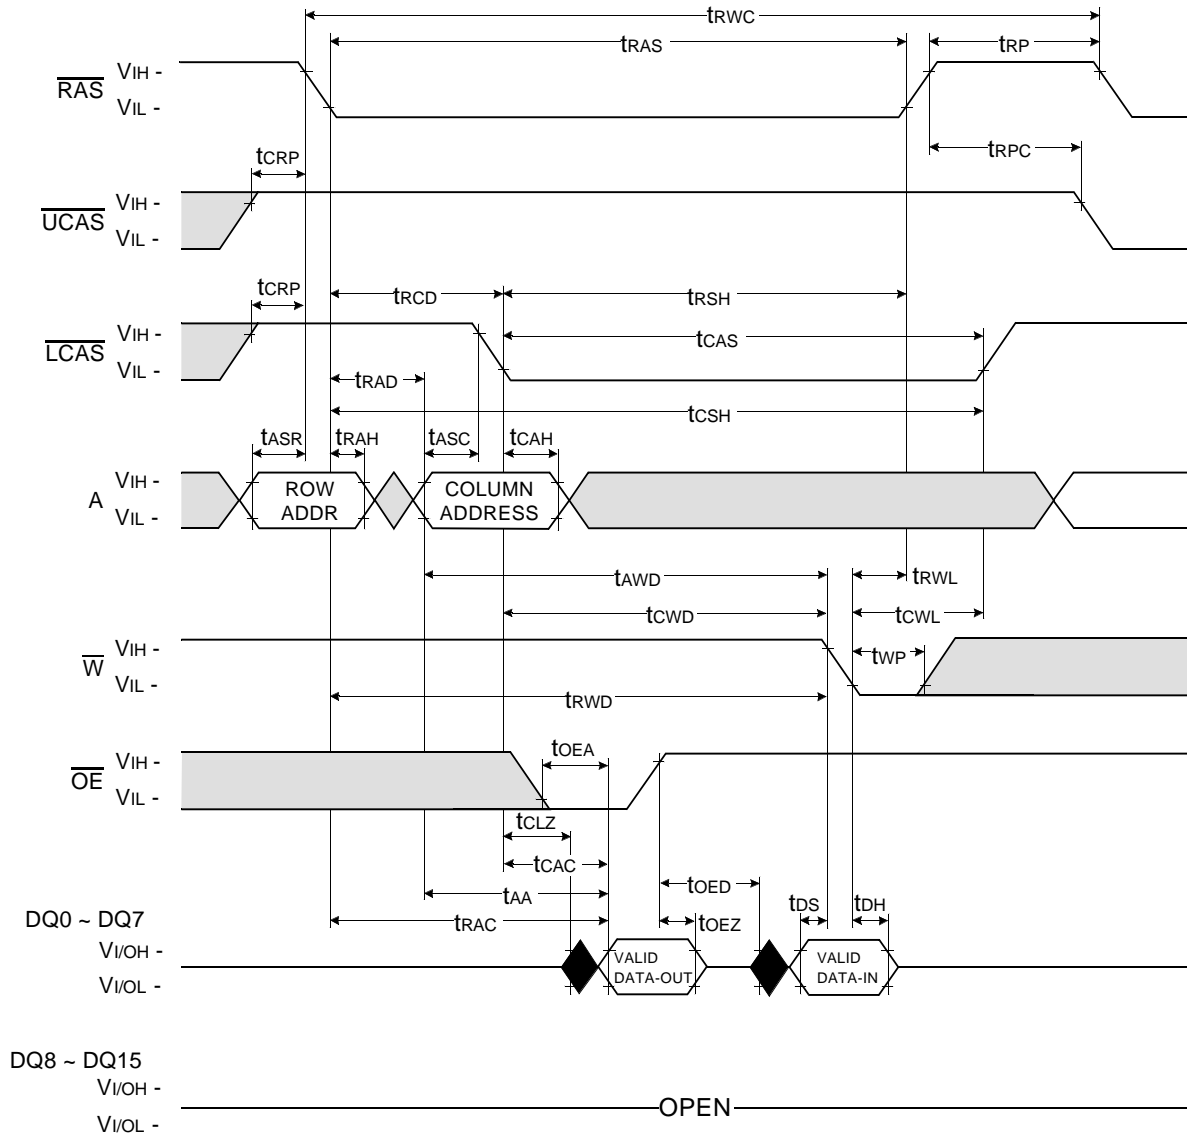 tRWC
tRAS
tRP
RAS
VIH -
VIL -
tCRP
tRPC
UCAS
VIH -
VIL -
tCRP
tRCD
tRSH
LCAS
VIH -
VIL -
tCAS
tRAD
tCSH
tASR
tRAH
tASC
tCAH
A
VIH -
VIL -
ROW
ADDR
COLUMN
ADDRESS
tAWD
tRWL
tCWD
tCWL
W
VIH -
VIL -
tWP
tRWD
OE
VIH -
VIL -
tOEA
tCLZ
tCAC
tOED
tAA
tDS
tDH
tRAC
tOEZ
DQ0 ~ DQ7
VI/OH -
VI/OL -
VALID
DATA-OUT
VALID
DATA-IN
DQ8 ~ DQ15
VI/OH -
VI/OL -
OPEN